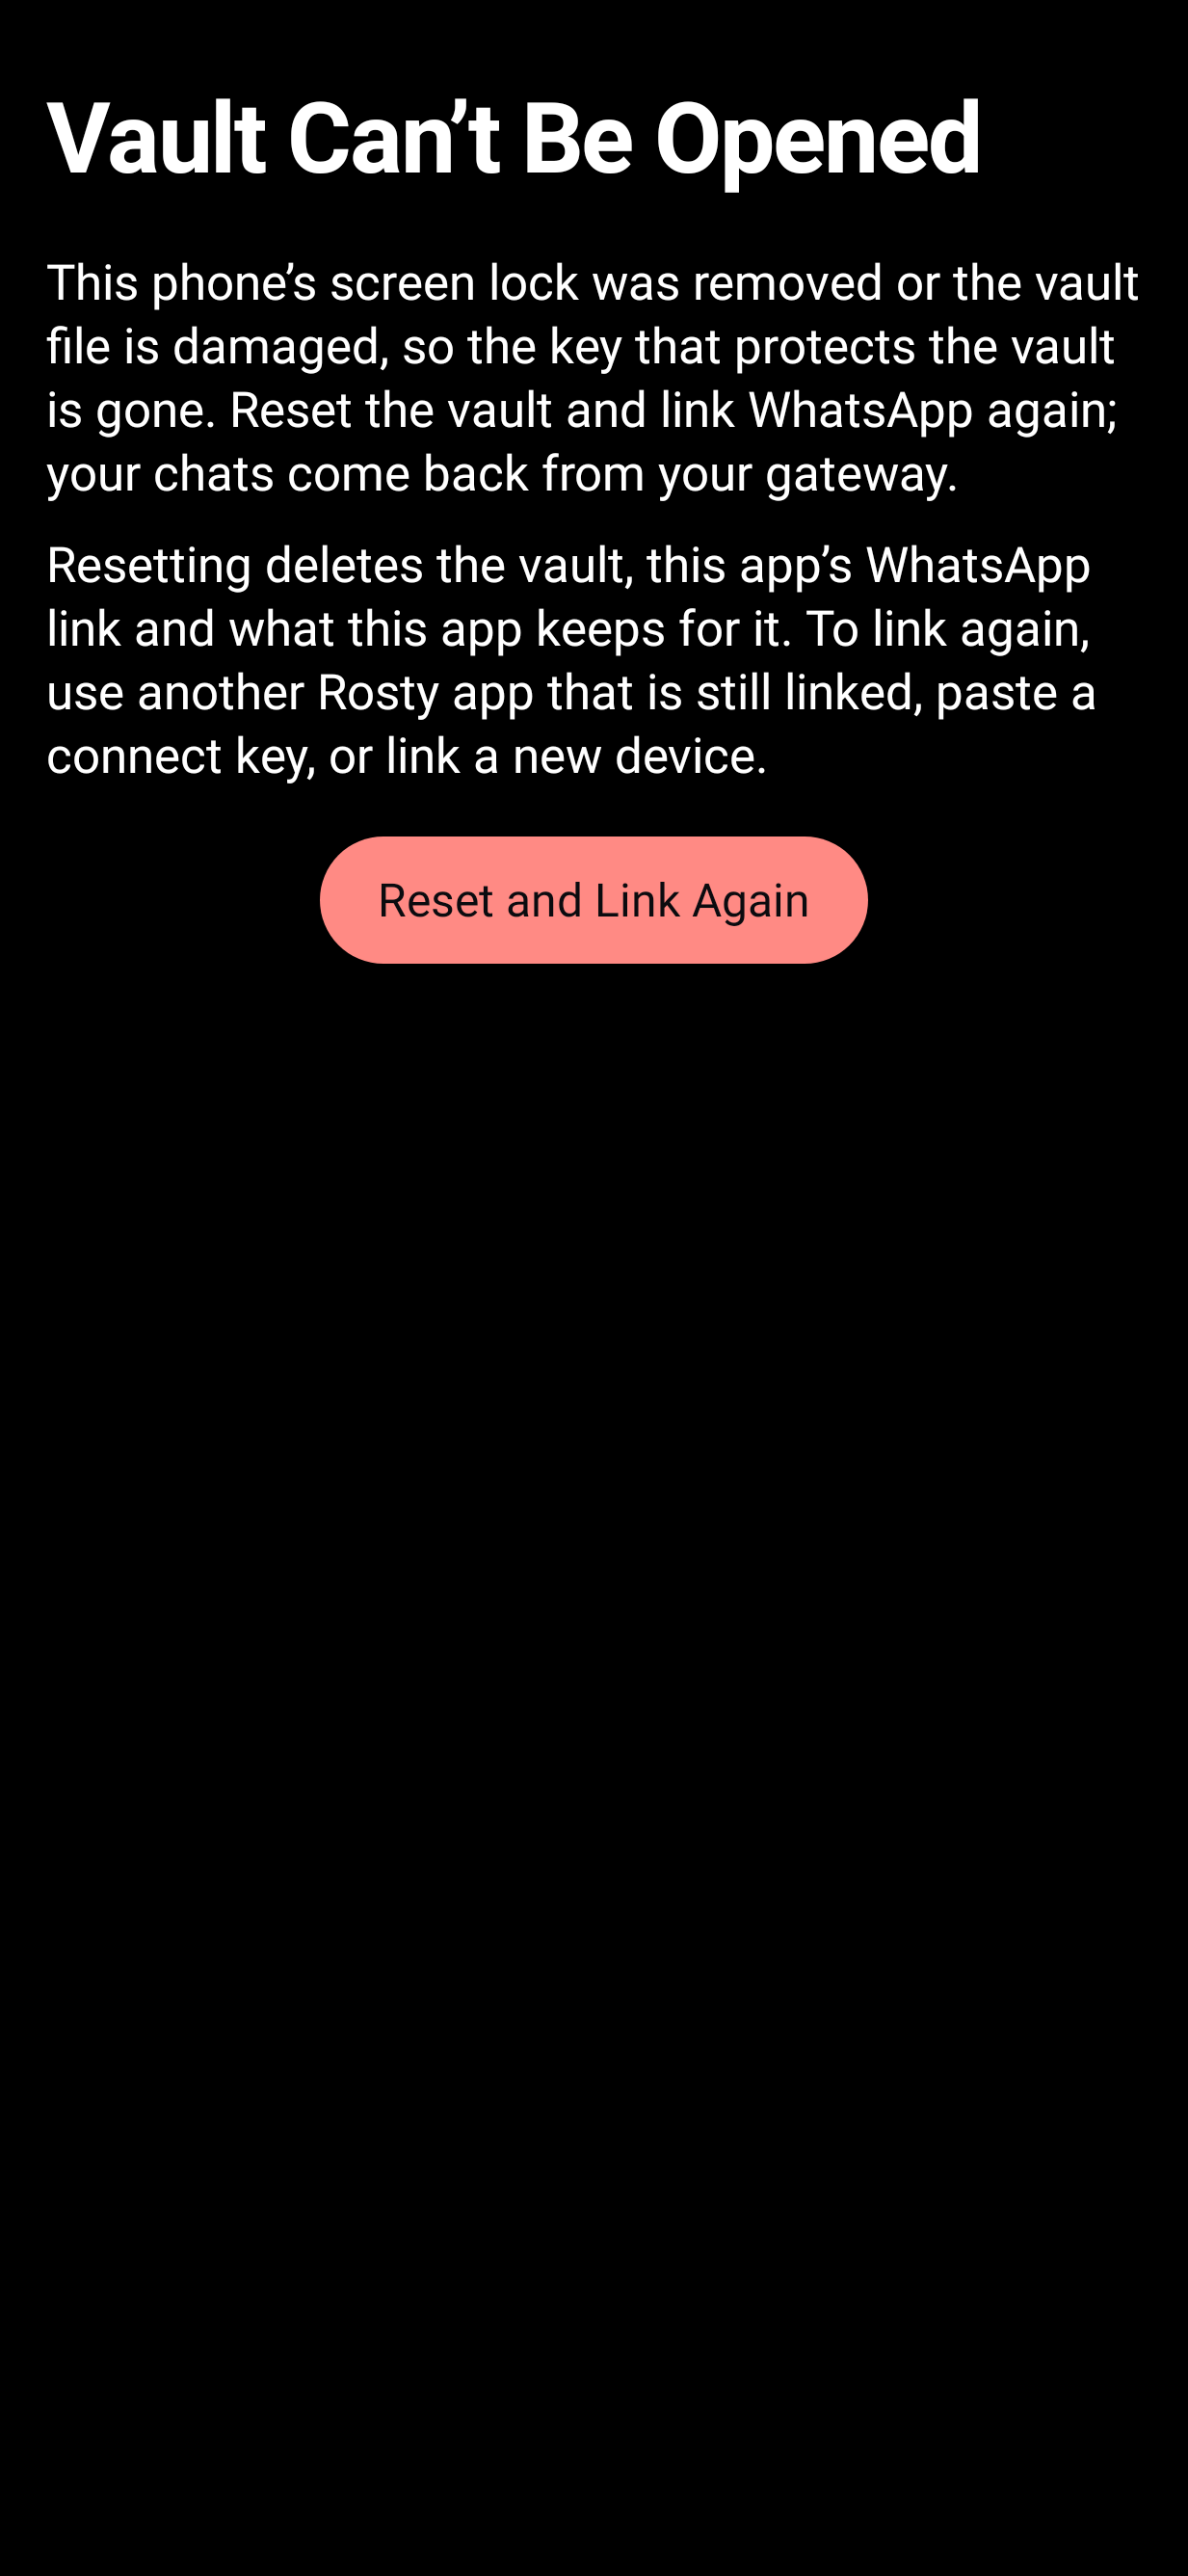 Vault Can’t Be Opened
This phone’s screen lock was removed or the vault
file is damaged, so the key that protects the vault
is gone. Reset the vault and link WhatsApp again;
your chats come back from your gateway.
Resetting deletes the vault, this app’s WhatsApp
link and what this app keeps for it. To link again,
use another Rosty app that is still linked, paste a
connect key, or link a new device.
Reset and Link Again